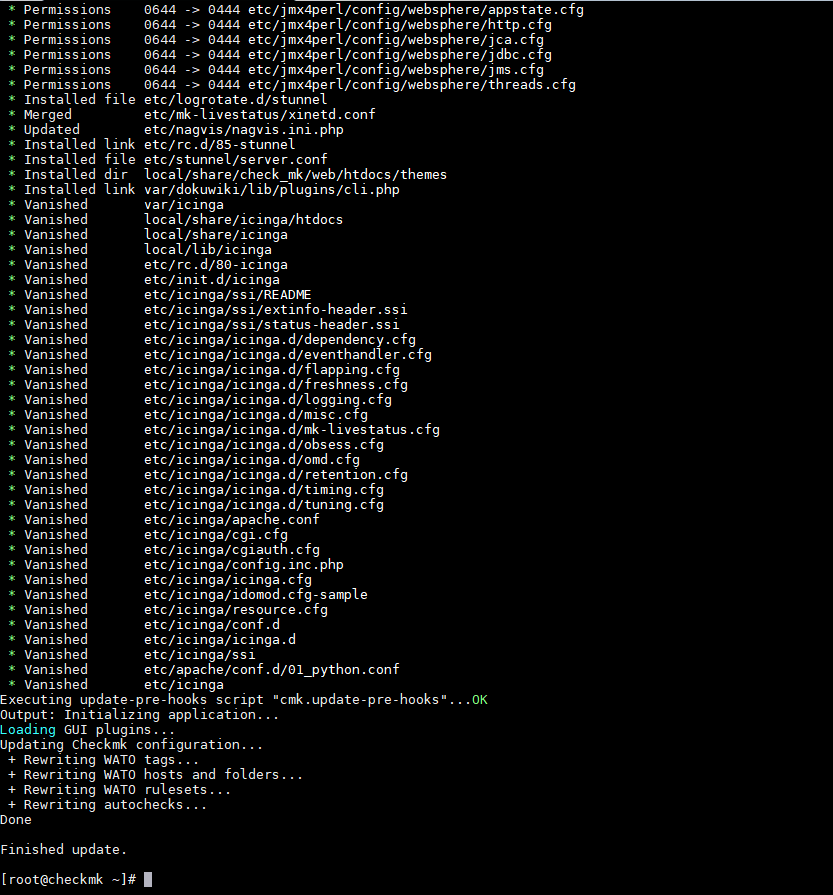 * Permissions    0644 -> 0444 etc/jmx4perl/config/websphere/appstate.cfg
* Permissions    0644 -> 0444 etc/jmx4perl/config/websphere/http.cfg
* Permissions    0644 -> 0444 etc/jmx4perl/config/websphere/jca.cfg
* Permissions    0644 -> 0444 etc/jmx4perl/config/websphere/jdbc.cfg
* Permissions    0644 -> 0444 etc/jmx4perl/config/websphere/jms.cfg
* Permissions    0644 -> 0444 etc/jmx4perl/config/websphere/threads.cfg
* Installed file etc/logrotate.d/stunnel
* Merged         etc/mk-livestatus/xinetd.conf
* Updated        etc/nagvis/nagvis.ini.php
* Installed link etc/rc.d/85-stunnel
* Installed file etc/stunnel/server.conf
* Installed dir  local/share/check_mk/web/htdocs/themes
* Installed link var/dokuwiki/lib/plugins/cli.php
* Vanished       var/icinga
* Vanished       local/share/icinga/htdocs
* Vanished       local/share/icinga
* Vanished       local/lib/icinga
* Vanished       etc/rc.d/80-icinga
* Vanished       etc/init.d/icinga
* Vanished       etc/icinga/ssi/README
* Vanished       etc/icinga/ssi/extinfo-header.ssi
* Vanished       etc/icinga/ssi/status-header.ssi
* Vanished       etc/icinga/icinga.d/dependency.cfg
* Vanished       etc/icinga/icinga.d/eventhandler.cfg
* Vanished       etc/icinga/icinga.d/flapping.cfg
* Vanished       etc/icinga/icinga.d/freshness.cfg
* Vanished       etc/icinga/icinga.d/logging.cfg
* Vanished       etc/icinga/icinga.d/misc.cfg
* Vanished       etc/icinga/icinga.d/mk-livestatus.cfg
* Vanished       etc/icinga/icinga.d/obsess.cfg
* Vanished       etc/icinga/icinga.d/omd.cfg
* Vanished       etc/icinga/icinga.d/retention.cfg
* Vanished       etc/icinga/icinga.d/timing.cfg
* Vanished       etc/icinga/icinga.d/tuning.cfg
* Vanished       etc/icinga/apache.conf
* Vanished       etc/icinga/cgi.cfg
* Vanished       etc/icinga/cgiauth.cfg
* Vanished       etc/icinga/config.inc.php
* Vanished       etc/icinga/icinga.cfg
* Vanished       etc/icinga/idomod.cfg-sample
* Vanished       etc/icinga/resource.cfg
* Vanished       etc/icinga/conf.d
* Vanished       etc/icinga/icinga.d
* Vanished       etc/icinga/ssi
* Vanished       etc/apache/conf.d/01_python.conf
* Vanished       etc/icinga
Executing update-pre-hooks script "cmk.update-pre-hooks"...OK
Output: Initializing application...
Loading GUI plugins...
Updating Checkmk configuration...
 + Rewriting WATO tags...
 + Rewriting WATO hosts and folders...
 + Rewriting WATO rulesets...
 + Rewriting autochecks...
Done
Finished update.
[root@checkmk ~]#